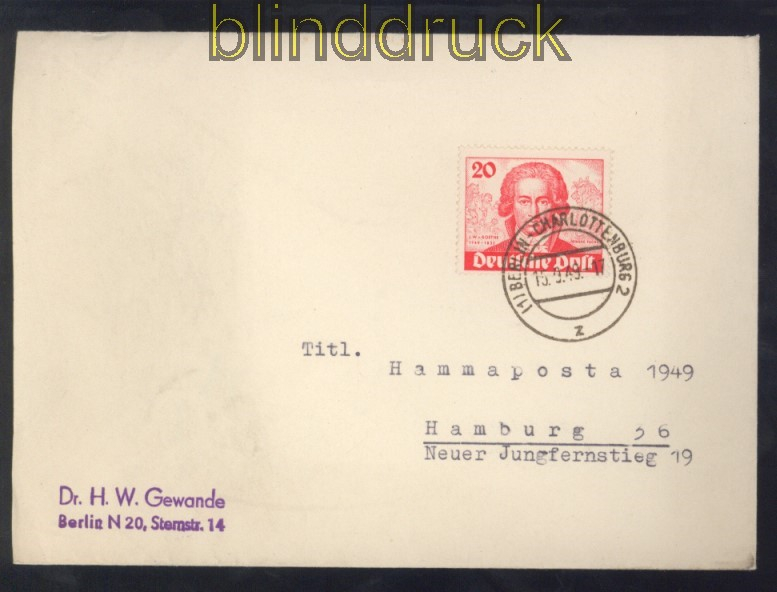 blinddruck
20
Deutsche Post
(1) BERLIN-CHARLOTTENBURG 2
z
Titl.
Hammaposta 1949
Hamburg 36
Neuer Jungfernstieg 19
Dr. H. W. Gewande
Berlin N 20, Sternstr. 14